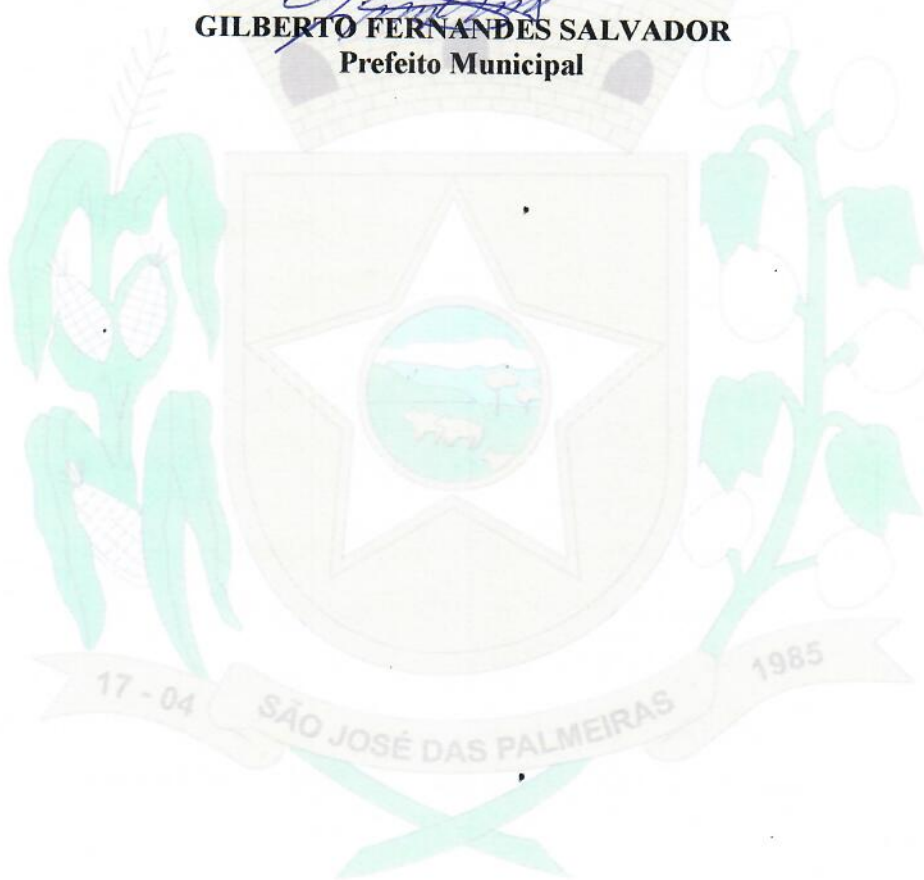 GILBERTO FERNANDES SALVADOR
Prefeito Municipal
17 - 04
SÃO JOSÉ DAS PALMEIRAS
1985